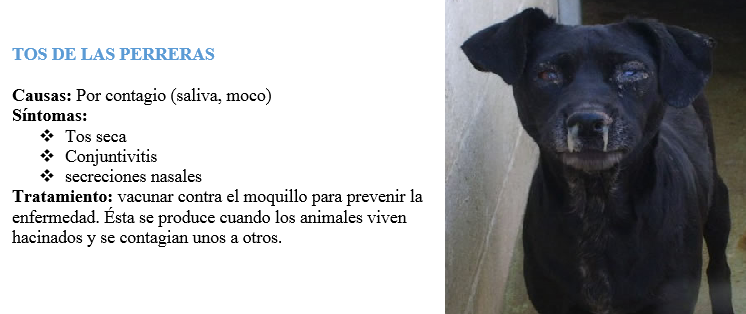 TOS DE LAS PERRERAS
Causas: Por contagio (saliva, moco)
Síntomas:
❖ Tos seca
❖ Conjuntivitis
❖ secreciones nasales
Tratamiento: vacunar contra el moquillo para prevenir la
enfermedad. Ésta se produce cuando los animales viven
hacinados y se contagian unos a otros.